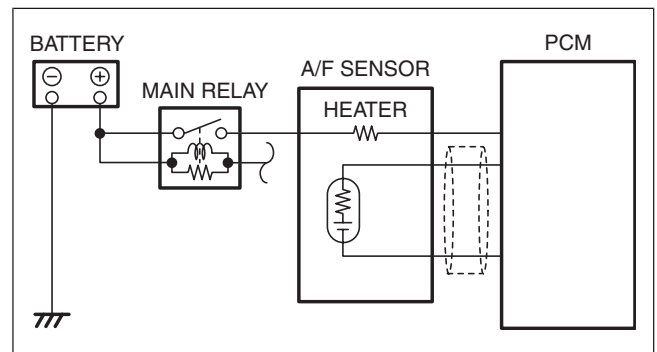 BATTERY
PCM
A/F SENSOR
MAIN RELAY
HEATER